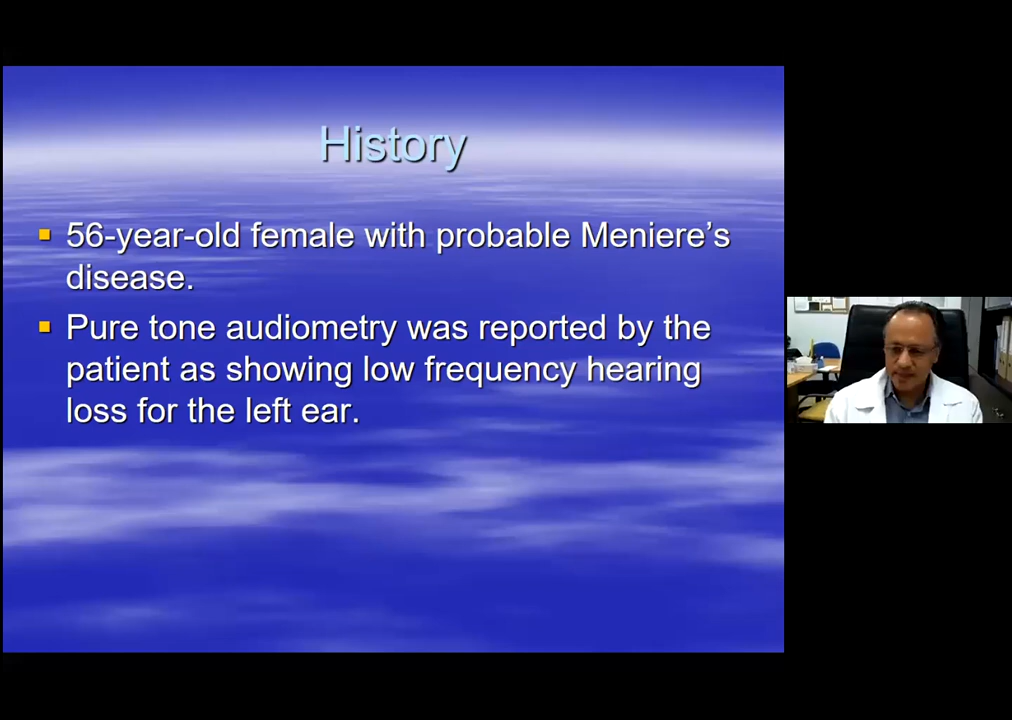 History
56-year-old female with probable Meniere’s
disease.
Pure tone audiometry was reported by the
patient as showing low frequency hearing
loss for the left ear.